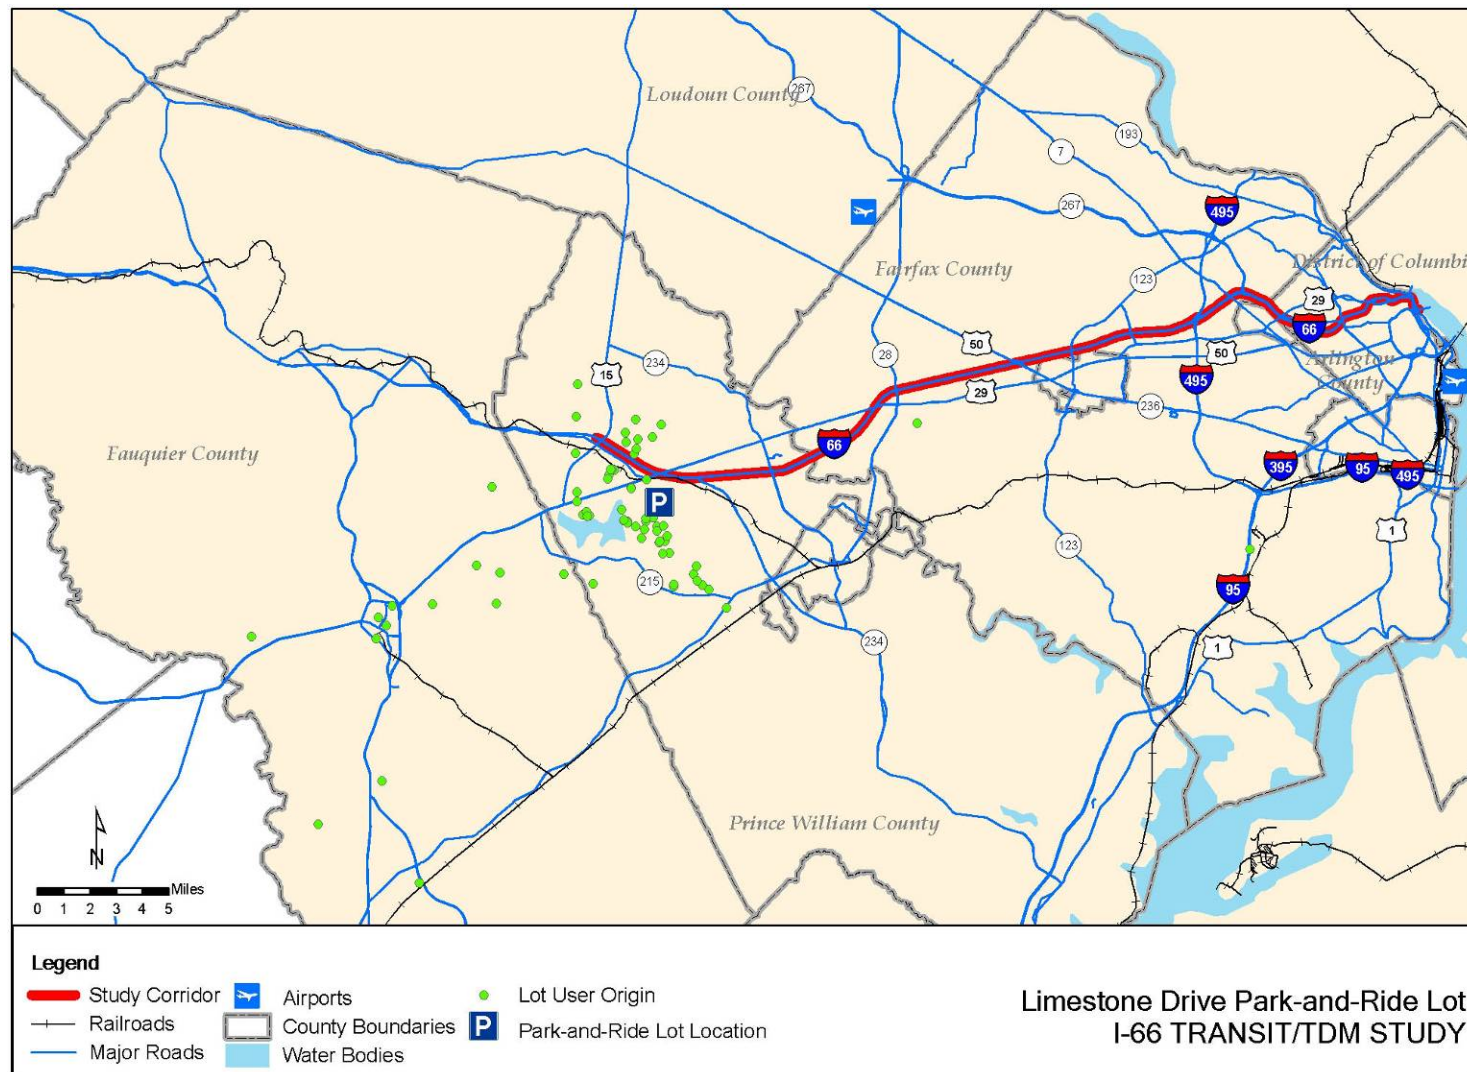 Loudoun County
267
193
7
495
267
Fairfax County
District of Columbi
123
29
66
50
28
50
234
15
Arlington
County
495
29
236
66
Fauquier County
395
95
495
P
1
123
215
95
234
1
Prince William County
N
Miles
0 1 2 3 4 5
Legend
Study Corridor
Airports
Lot User Origin
Railroads
County Boundaries
P
Park-and-Ride Lot Location
Major Roads
Water Bodies
Limestone Drive Park-and-Ride Lot
I-66 TRANSIT/TDM STUDY